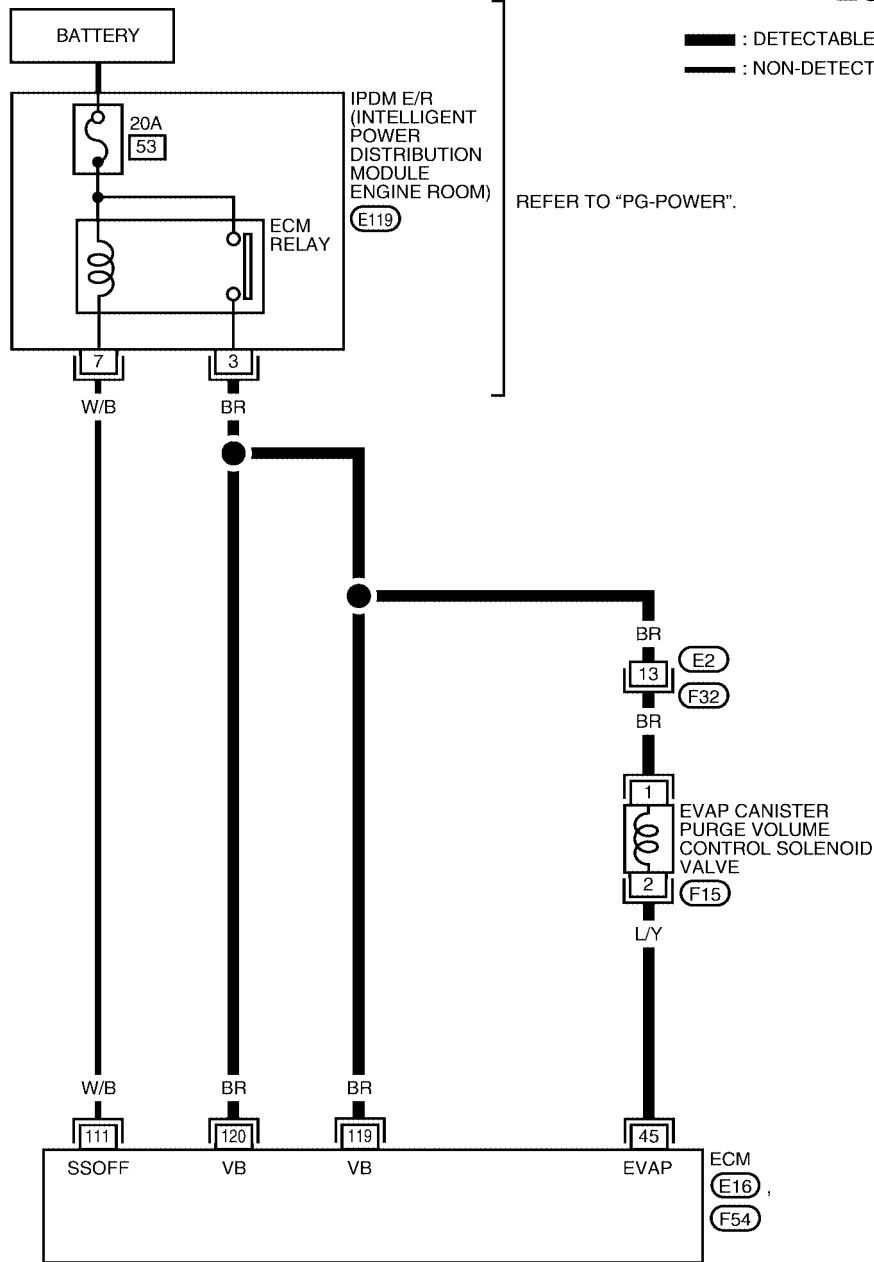 BATTERY
: DETECTABLE
: NON-DETECT
20A
53
IPDM E/R
(INTELLIGENT
POWER
DISTRIBUTION
MODULE
ENGINE ROOM)
E119
REFER TO “PG-POWER”.
ECM
RELAY
7
3
W/B
BR
BR
13
E2
F32
BR
1
EVAP CANISTER
PURGE VOLUME
CONTROL SOLENOID
VALVE
2
F15
L/Y
W/B
BR
BR
111
120
119
45
SSOFF
VB
VB
EVAP
ECM
E16 ,
F54